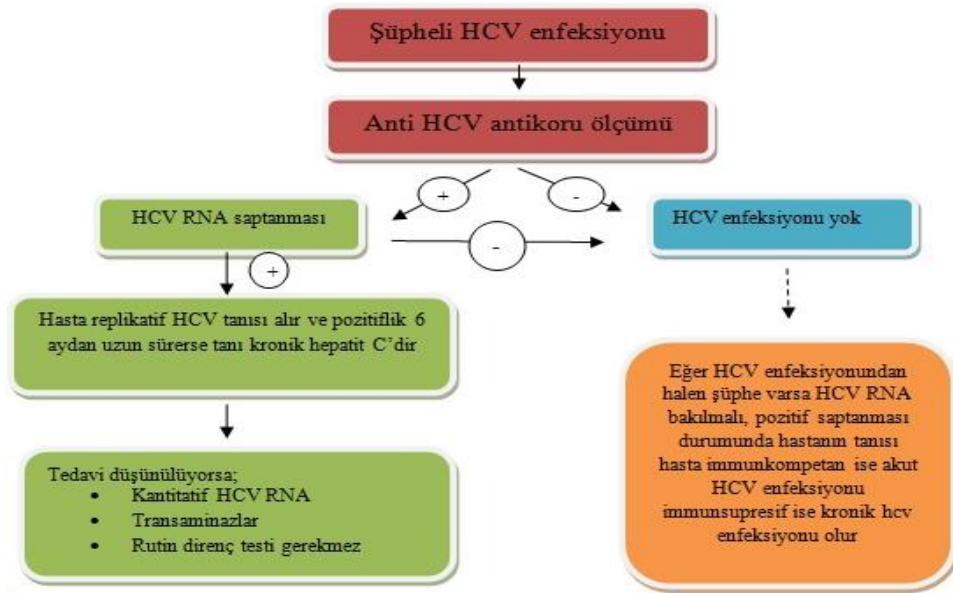 Şüpheli HCV enfeksiyonu
Anti HCV antikoru ölçümü
+
-
HCV RNA saptanması
HCV enfeksiyonu yok
-
+
Hasta replikatif HCV tanısı alır ve pozitiflik 6
aydan uzun sürerse tanı kronik hepatit C’dir
Eğer HCV enfeksiyonundan
halen şüphe varsa HCV RNA
bakılmalı, pozitif saptanması
durumunda hastanın tanısı
hasta immunkompetan ise akut
HCV enfeksiyonu
immunsupresif ise kronik hcv
enfeksiyonu olur
Tedavi düşünülüyorsa;
• Kantitatif HCV RNA
• Transaminazlar
• Rutin direnç testi gerekmez